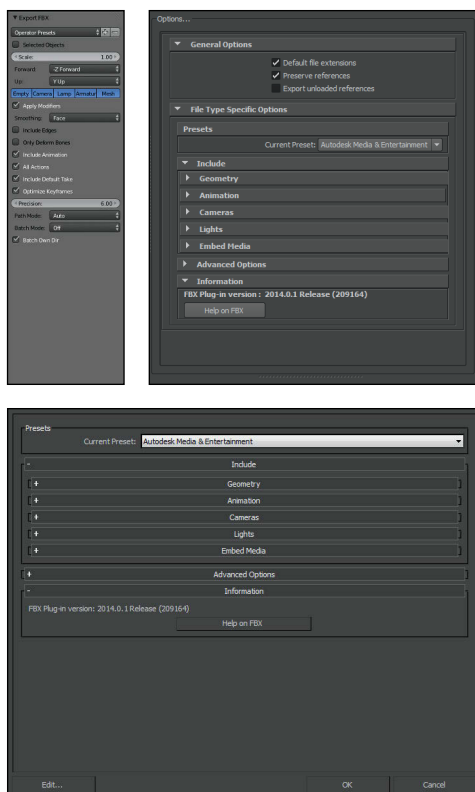 Export FBX
Operator Presets
Selected Objects
Scale: 1.00
Forward: -Z Forward
Up: Y Up
Empty Camera Lamp Armatur Mesh
Apply Modifiers
Smoothing: Face
Include Edges
Only Deform Bones
Include Animation
All Actions
Include Default Take
Optimize Keyframes
Precision 6.00
Path Mode: Auto
Batch Mode: Off
Batch Own Dir
Options...
General Options
Default file extensions
Preserve references
Export unloaded references
File Type Specific Options
Presets
Current Preset: Autodesk Media & Entertainment
Include
Geometry
Animation
Cameras
Lights
Embed Media
Advanced Options
Information
FBX Plug-in version : 2014.0.1 Release (209164)
Help on FBX
Presets
Current Preset: Autodesk Media & Entertainment
- Include
+ Geometry
+ Animation
+ Cameras
+ Lights
+ Embed Media
+ Advanced Options
- Information
FBX Plug-in version: 2014.0.1 Release (209164)
Help on FBX
Edit... OK Cancel